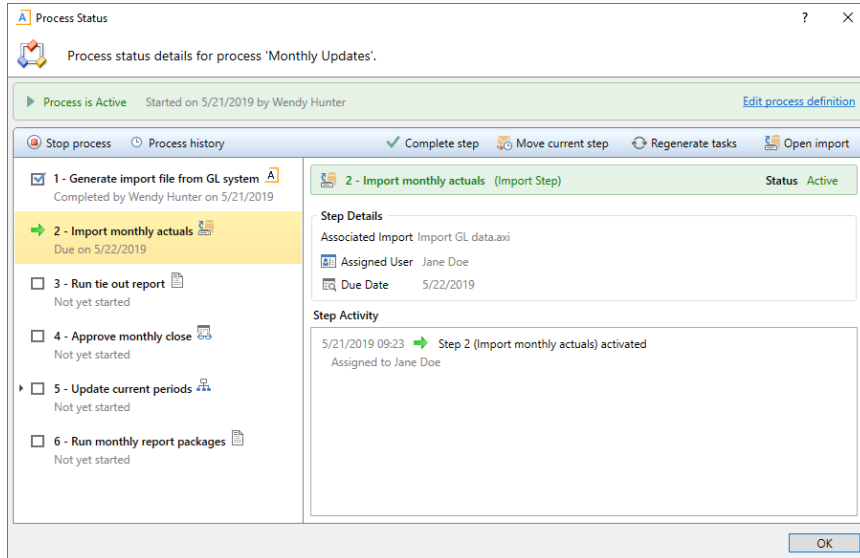 A Process Status ? X
Process status details for process 'Monthly Updates'.
Process is Active Started on 5/21/2019 by Wendy Hunter Edit process definition
Stop process Process history Complete step Move current step Regenerate tasks Open import
1 - Generate import file from GL system A
Completed by Wendy Hunter on 5/21/2019
2 - Import monthly actuals
Due on 5/22/2019
3 - Run tie out report
Not yet started
4 - Approve monthly close
Not yet started
5 - Update current periods
Not yet started
6 - Run monthly report packages
Not yet started
2 - Import monthly actuals (Import Step) Status Active
Step Details
Associated Import Import GL data.axi
Assigned User Jane Doe
Due Date 5/22/2019
Step Activity
5/21/2019 09:23 Step 2 (Import monthly actuals) activated
Assigned to Jane Doe
OK